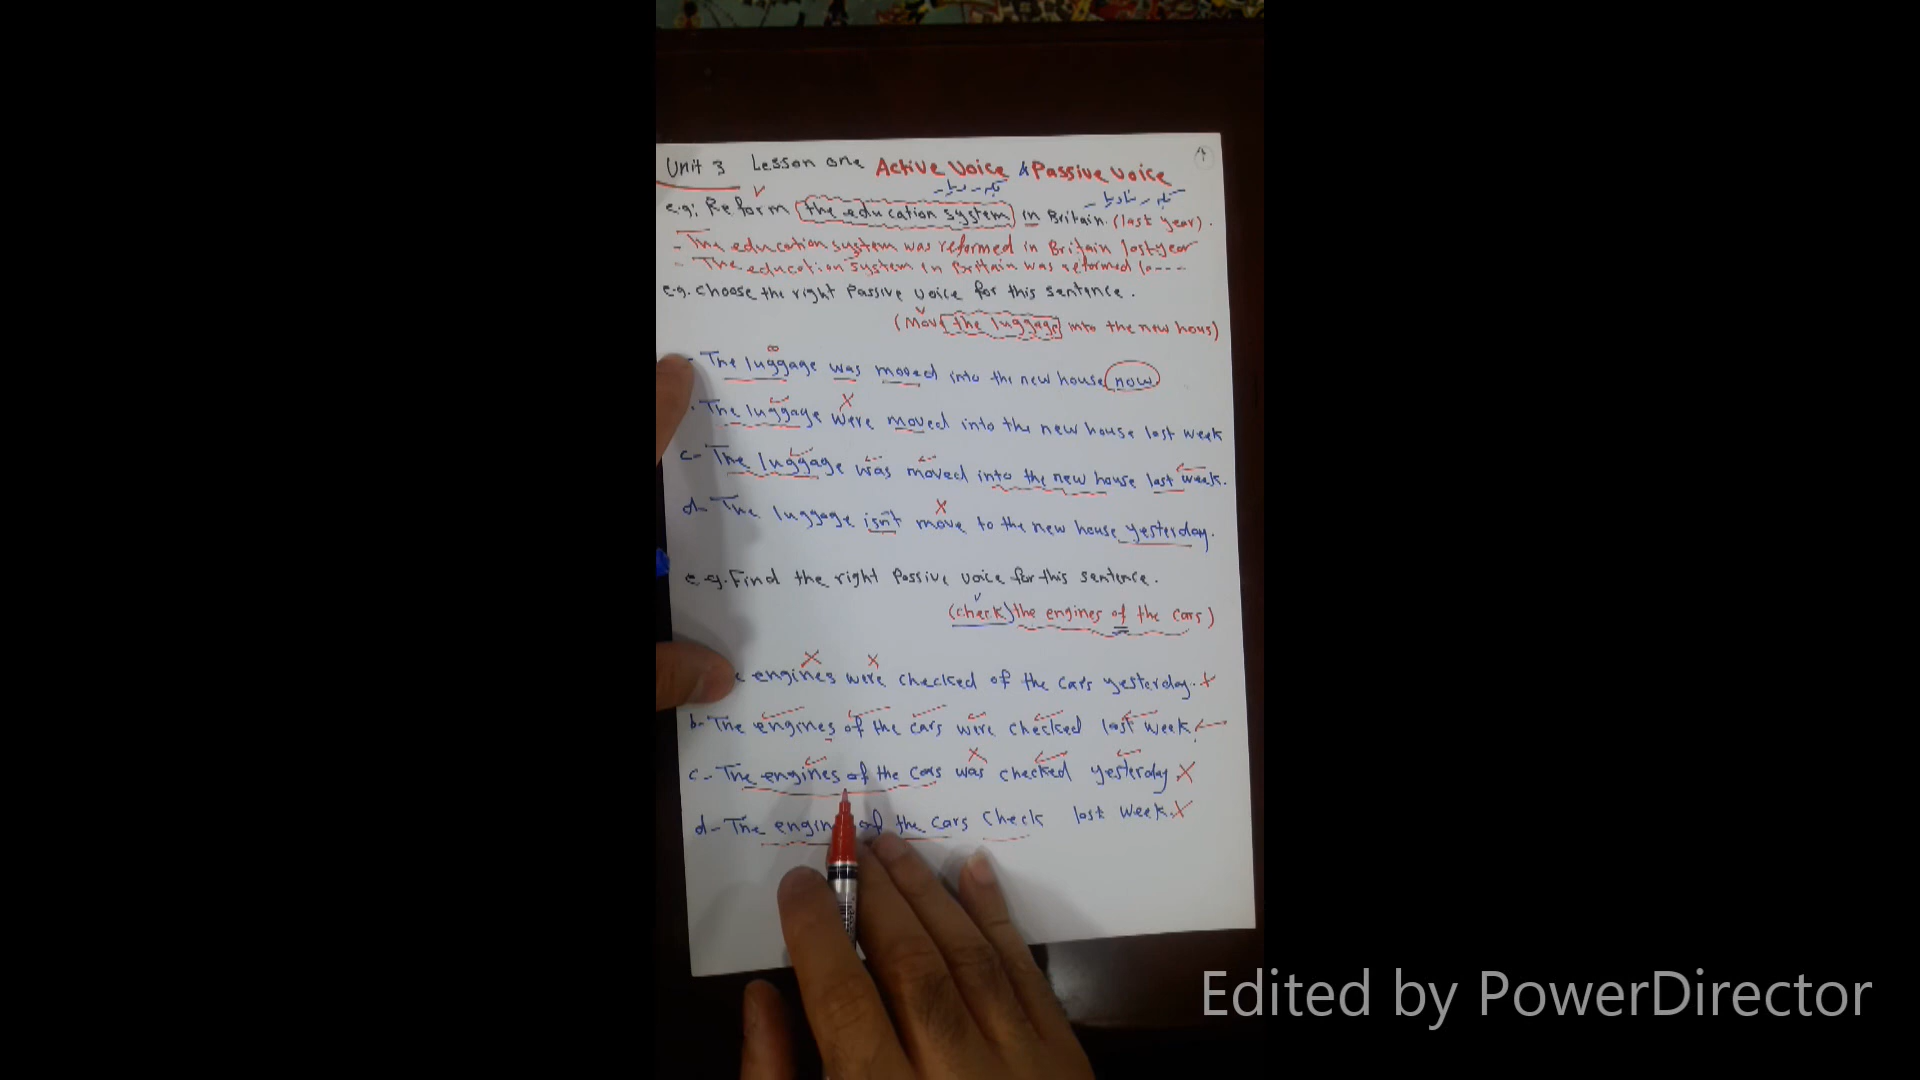 Unit 3 Lesson one Active Voice & Passive voice
e.g: Reform the education system in Britain (last year).
- The education system was reformed in Britain last year
- The education system in Britain was reformed la----
e.g. choose the right Passive voice for this sentence.
(Move the luggage into the new hous)
- The luggage was moved into the new house now
. The luggage were moved into the new house last week
c- The luggage was moved into the new house last week.
d- The luggage isn't move to the new house yesterday.
e.g. Find the right Passive voice for this sentence.
(check) the engines of the cars)
engines were checked of the cars yesterday.
b- The engines of the cars were checked last week.
c- The engines of the cars was checked yesterday
d- The engin of the cars check last week.
Edited by PowerDirector